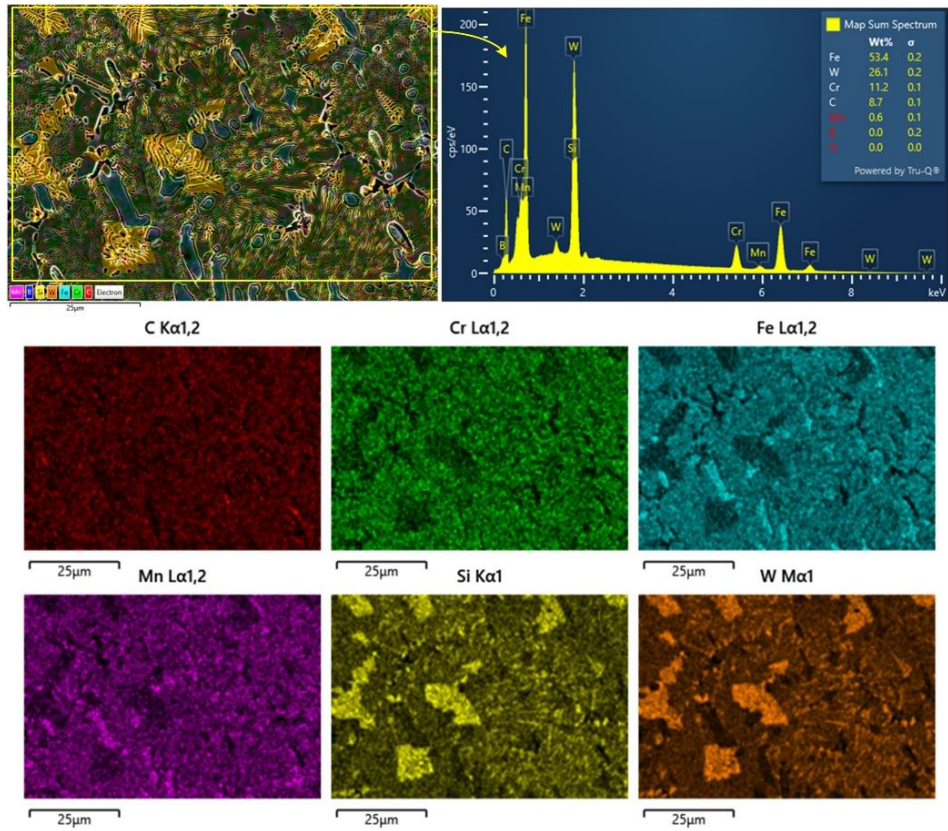 Fe
W
C
Si
Cr
Mn
B
W
Cr
Mn
Fe
Fe
W
W
200
150
100
50
0
cps/eV
0
2
4
6
8
keV
Map Sum Spectrum
Wt% σ
Fe 53.4 0.2
W 26.1 0.2
Cr 11.2 0.1
C 8.7 0.1
Mn 0.6 0.1
0.0 0.2
0.0 0.0
Powered by Tru-Q®
Mn B Si W Fe Cr C Electron
25μm
C Kα1,2
Cr Lα1,2
Fe Lα1,2
25μm
25μm
25μm
Mn Lα1,2
Si Kα1
W Mα1
25μm
25μm
25μm